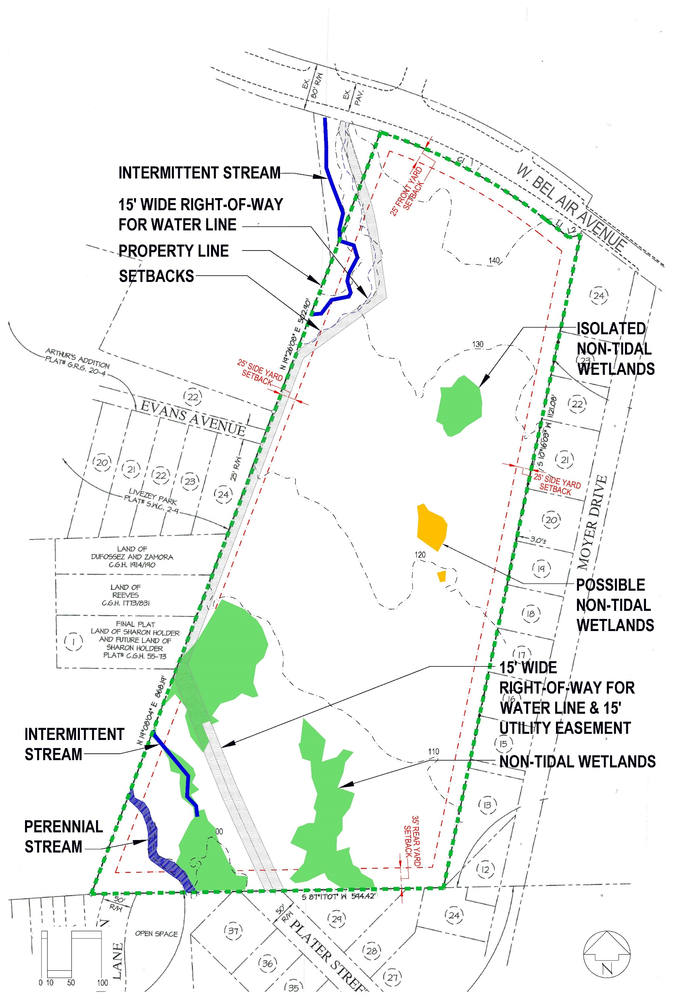 EX.
80' R/W
EX.
PAV.
INTERMITTENT STREAM
15' WIDE RIGHT-OF-WAY
FOR WATER LINE
PROPERTY LINE
SETBACKS
25' FRONT YARD
SETBACK
C1
L1
L2
W. BEL AIR AVENUE
140
24
N 19°26'08" E 502.90'
ISOLATED
NON-TIDAL
WETLANDS
130
23
ARTHUR'S ADDITION
PLAT# G.R.G. 20-4
25' SIDE YARD
SETBACK
22
EVANS AVENUE
22
S 10°16'03" W 1121.08'
20
21
22
23
24
25' R/W
21
25' SIDE YARD
SETBACK
LIVEZEY PARK
PLAT# S.W.C. 2-9
MOYER DRIVE
20
3.0'±
LAND OF
DUFOSSEZ AND ZAMORA
C.G.H. 1914/190
120
19
LAND OF
REEVES
C.G.H. 1773/831
POSSIBLE
NON-TIDAL
WETLANDS
18
1
FINAL PLAT
LAND OF SHARON HOLDER
AND FUTURE LAND OF
SHARON HOLDER
PLAT# C.G.H. 55-73
17
15' WIDE
RIGHT-OF-WAY FOR
WATER LINE & 15'
UTILITY EASEMENT
16
15
N 19°08'04" E 868.19'
INTERMITTENT
STREAM
110
NON-TIDAL WETLANDS
13
PERENNIAL
STREAM
00
35' REAR YARD
SETBACK
12
S 87°17'07" W 594.42'
50'
R/W
50'
R/W
OPEN SPACE
LANE
37
29
24
36
28
27
35
PLATER STREET
0 10 50 100
N